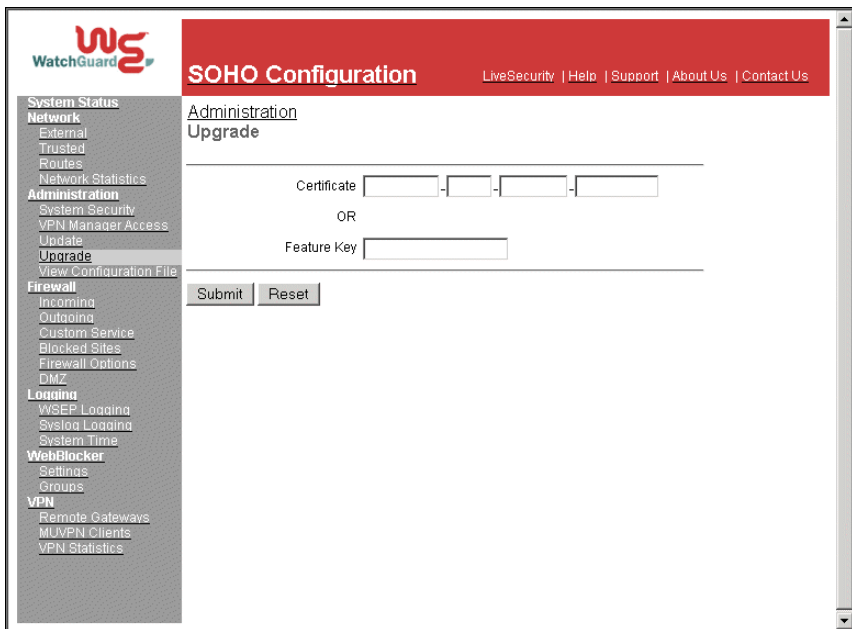 WatchGuard
SOHO Configuration
LiveSecurity | Help | Support | About Us | Contact Us
System Status
Network
External
Trusted
Routes
Network Statistics
Administration
System Security
VPN Manager Access
Update
Upgrade
View Configuration File
Firewall
Incoming
Outgoing
Custom Service
Blocked Sites
Firewall Options
DMZ
Logging
WSEP Logging
Syslog Logging
System Time
WebBlocker
Settings
Groups
VPN
Remote Gateways
MUVPN Clients
VPN Statistics
Administration
Upgrade
Certificate - - -
OR
Feature Key
Submit Reset